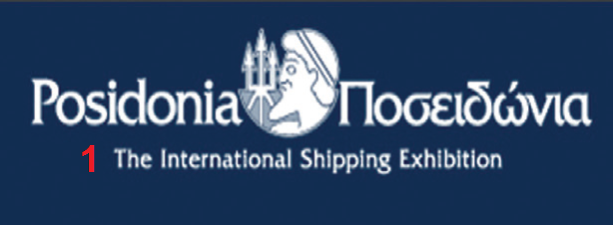 Posidonia Ποσειδώνια
1 The International Shipping Exhibition